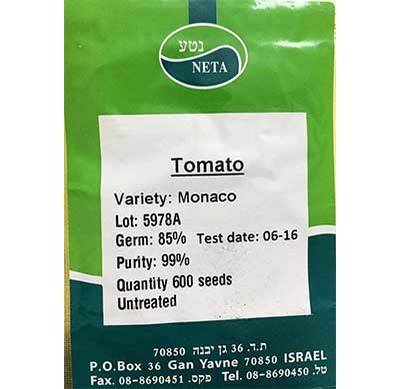 נטע
NETA
Tomato
Variety: Monaco
Lot: 5978A
Germ: 85% Test date: 06-16
Purity: 99%
Quantity 600 seeds
Untreated
ת.ד. 36 גן יבנה 70850
P.O.Box 36 Gan Yavne 70850 ISRAEL
Fax. 08-8690451 .פקס Tel. 08-8690450 .טל